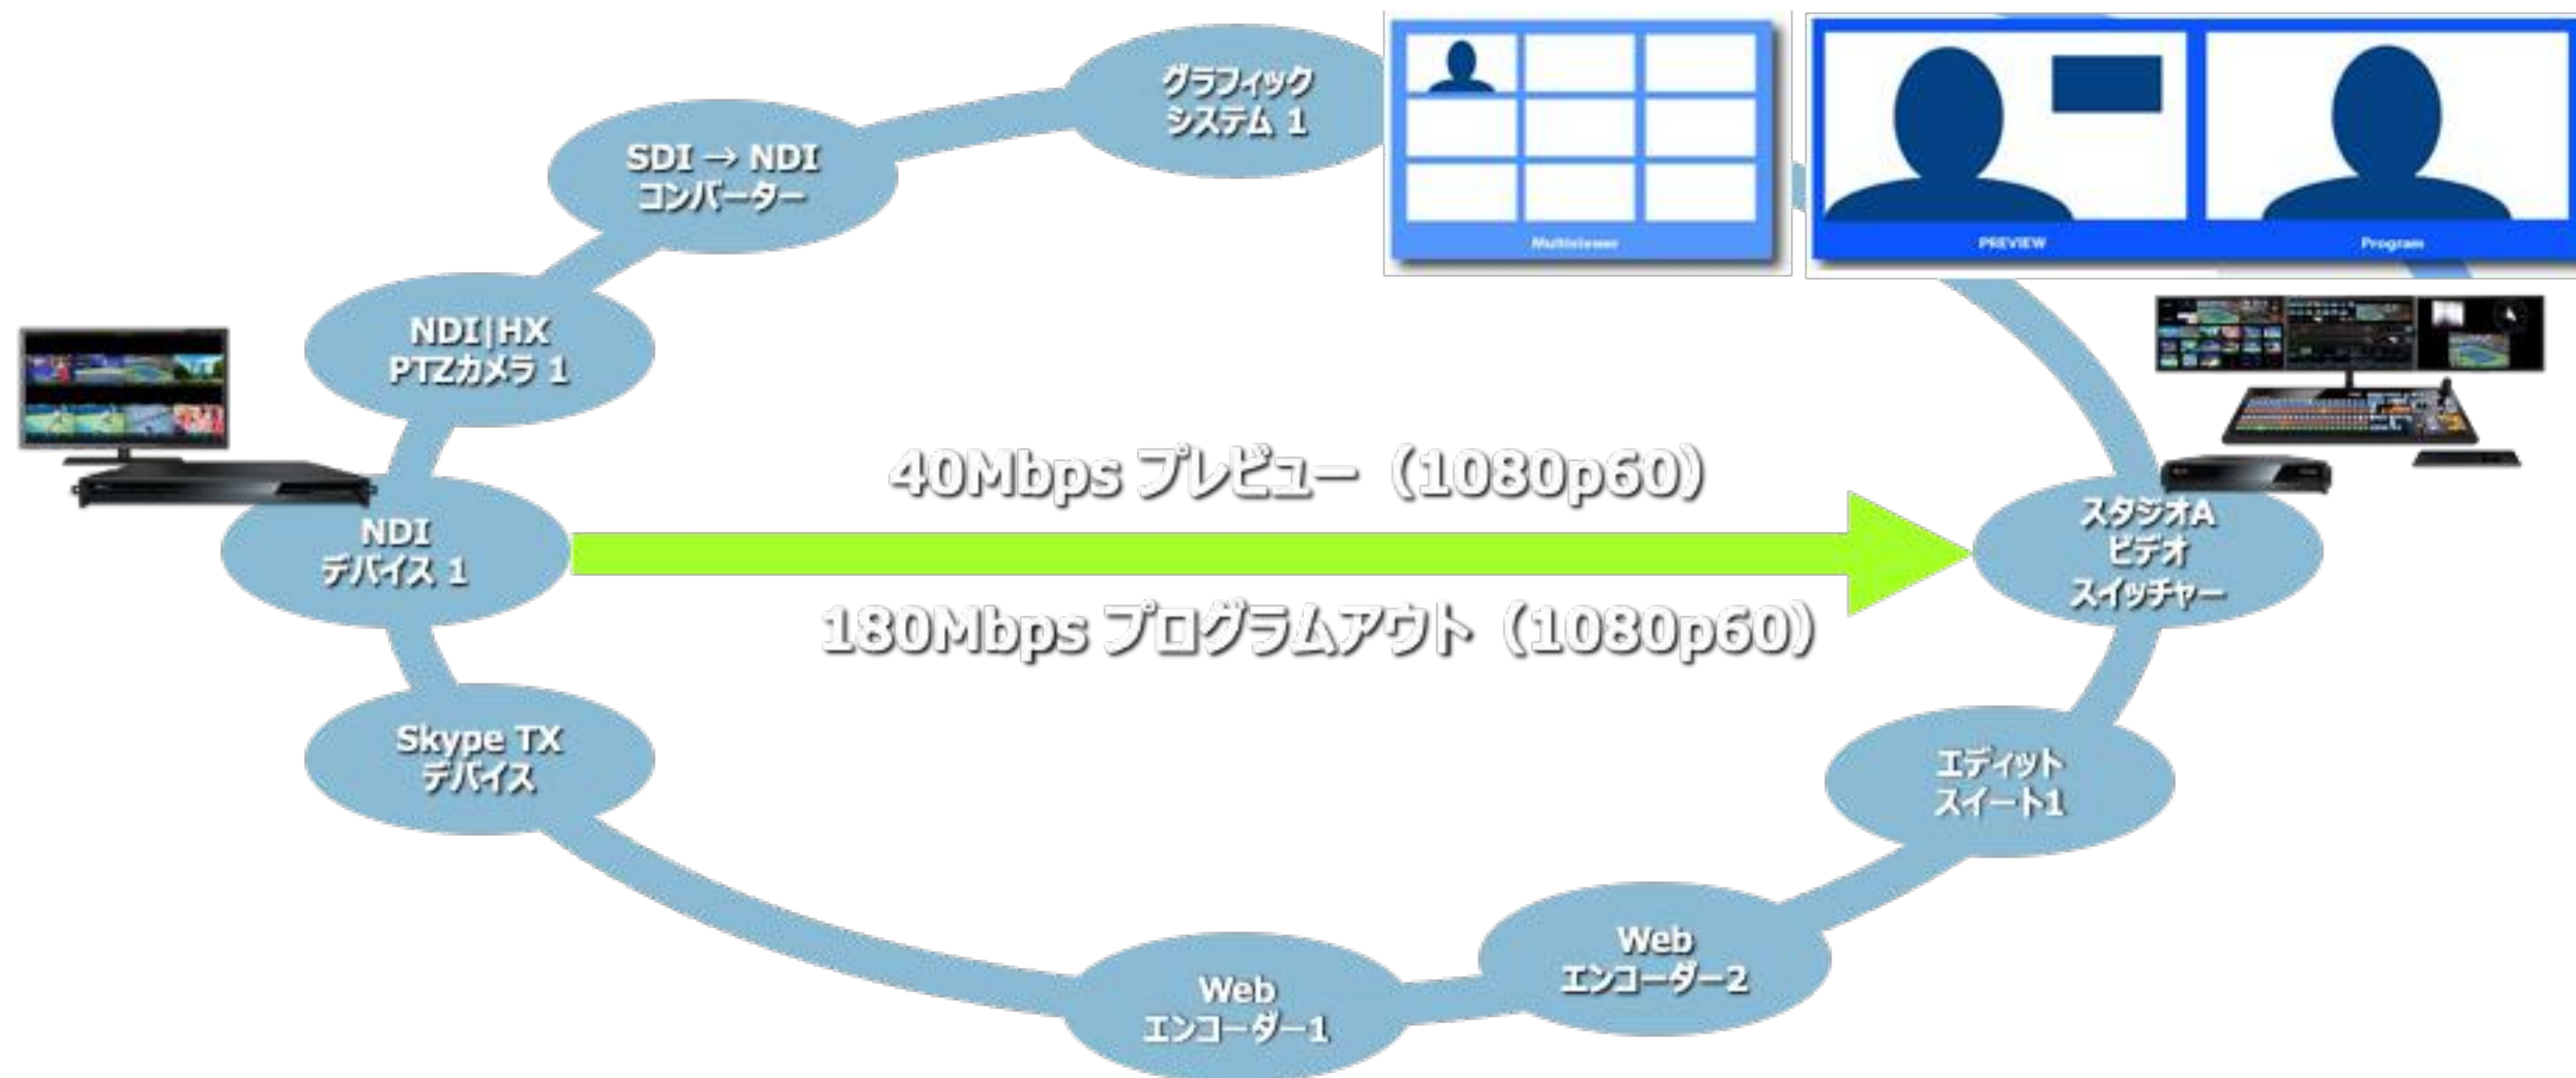 グラフィック
システム 1
SDI → NDI
コンバーター
Multiviewer
PREVIEW
Program
NDI|HX
PTZカメラ 1
40Mbps プレビュー（1080p60）
NDI
デバイス 1
スタジオA
ビデオ
スイッチャー
180Mbps プログラムアウト（1080p60）
Skype TX
デバイス
エディット
スイート1
Web
エンコーダー2
Web
エンコーダー1